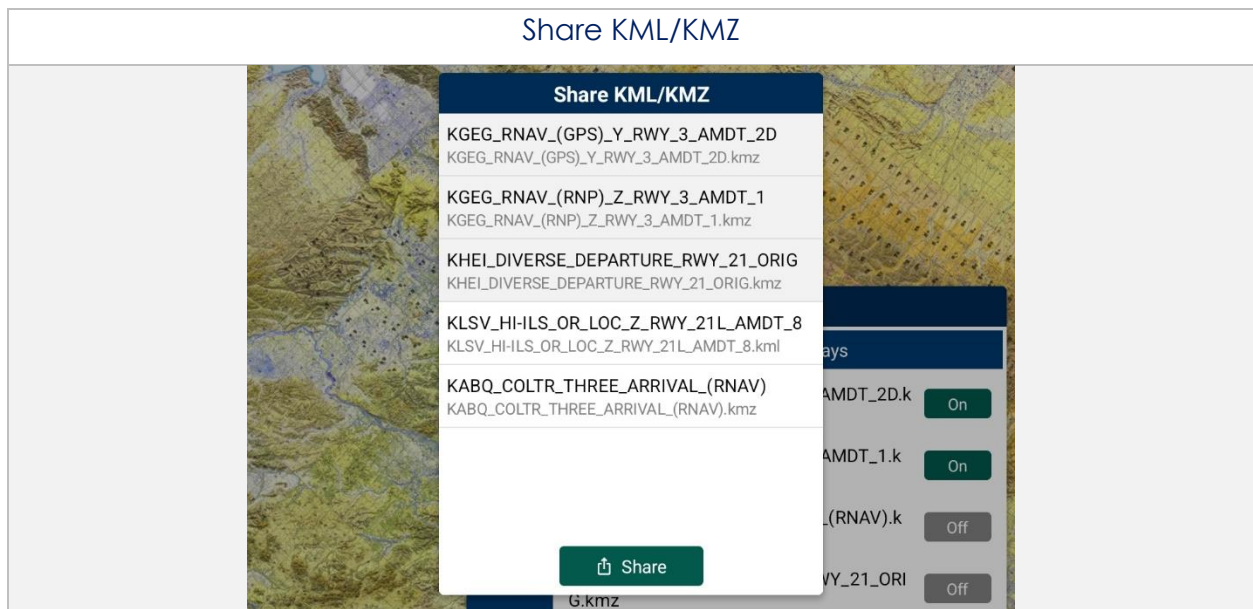 Share KML/KMZ
Share KML/KMZ
KGEG_RNAV_(GPS)_Y_RWY_3_AMDT_2D
KGEG_RNAV_(GPS)_Y_RWY_3_AMDT_2D.kmz
KGEG_RNAV_(RNP)_Z_RWY_3_AMDT_1
KGEG_RNAV_(RNP)_Z_RWY_3_AMDT_1.kmz
KHEI_DIVERSE_DEPARTURE_RWY_21_ORIG
KHEI_DIVERSE_DEPARTURE_RWY_21_ORIG.kmz
KLSV_HI-ILS_OR_LOC_Z_RWY_21L_AMDT_8
KLSV_HI-ILS_OR_LOC_Z_RWY_21L_AMDT_8.kml
KABQ_COLTR_THREE_ARRIVAL_(RNAV)
KABQ_COLTR_THREE_ARRIVAL_(RNAV).kmz
Share
ays
AMDT_2D.k
On
AMDT_1.k
On
_(RNAV).k
Off
WY_21_ORI
G.kmz
Off